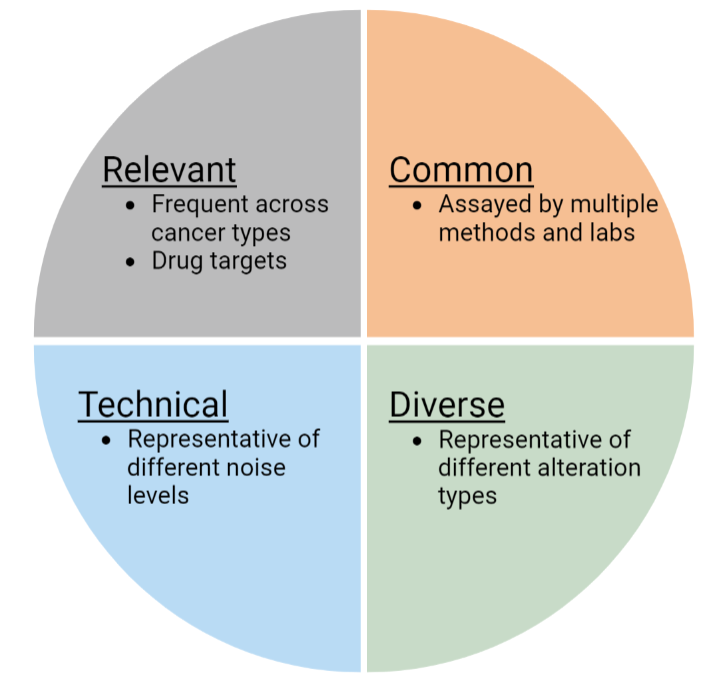 Relevant
• Frequent across
cancer types
• Drug targets
Common
• Assayed by multiple
methods and labs
Technical
• Representative of
different noise
levels
Diverse
• Representative of
different alteration
types